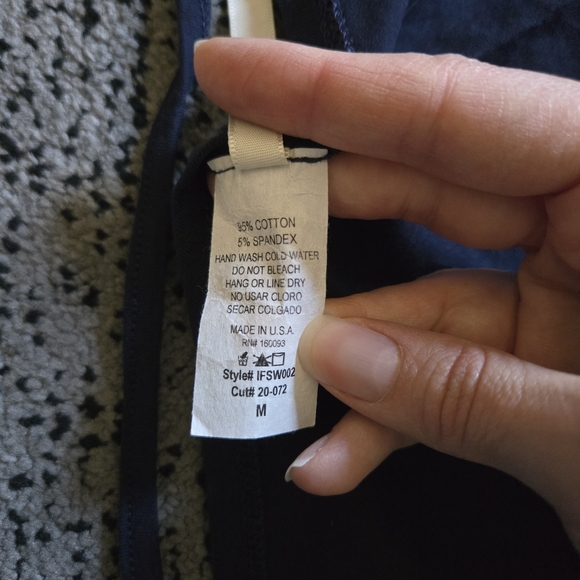 95% COTTON
5% SPANDEX
HAND WASH COLD WATER
DO NOT BLEACH
HANG OR LINE DRY
NO USAR CLORO
SECAR COLGADO
MADE IN U.S.A.
RN# 160093
Style# IFSW002
Cut# 20-072
M